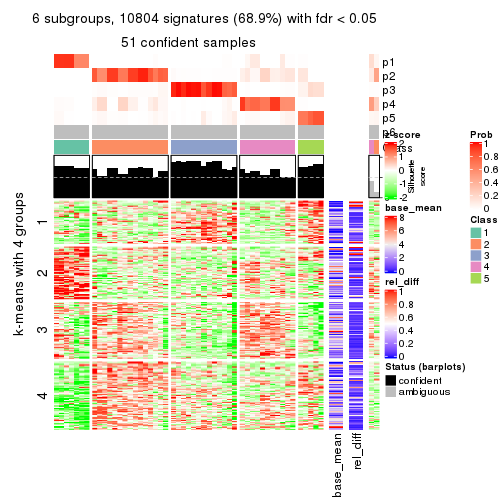 6 subgroups, 10804 signatures (68.9%) with fdr < 0.05
51 confident samples
p1
p2
p3
p4
p5
p6
Class
Silhouette
score
k-means with 4 groups
1
2
3
4
base_mean
rel_diff
z-score
2
1
0
-1
-2
base_mean
8
6
4
2
0
rel_diff
1
0.8
0.6
0.4
0.2
0
Status (barplots)
confident
ambiguous
Prob
1
0.8
0.6
0.4
0.2
0
Class
1
2
3
4
5